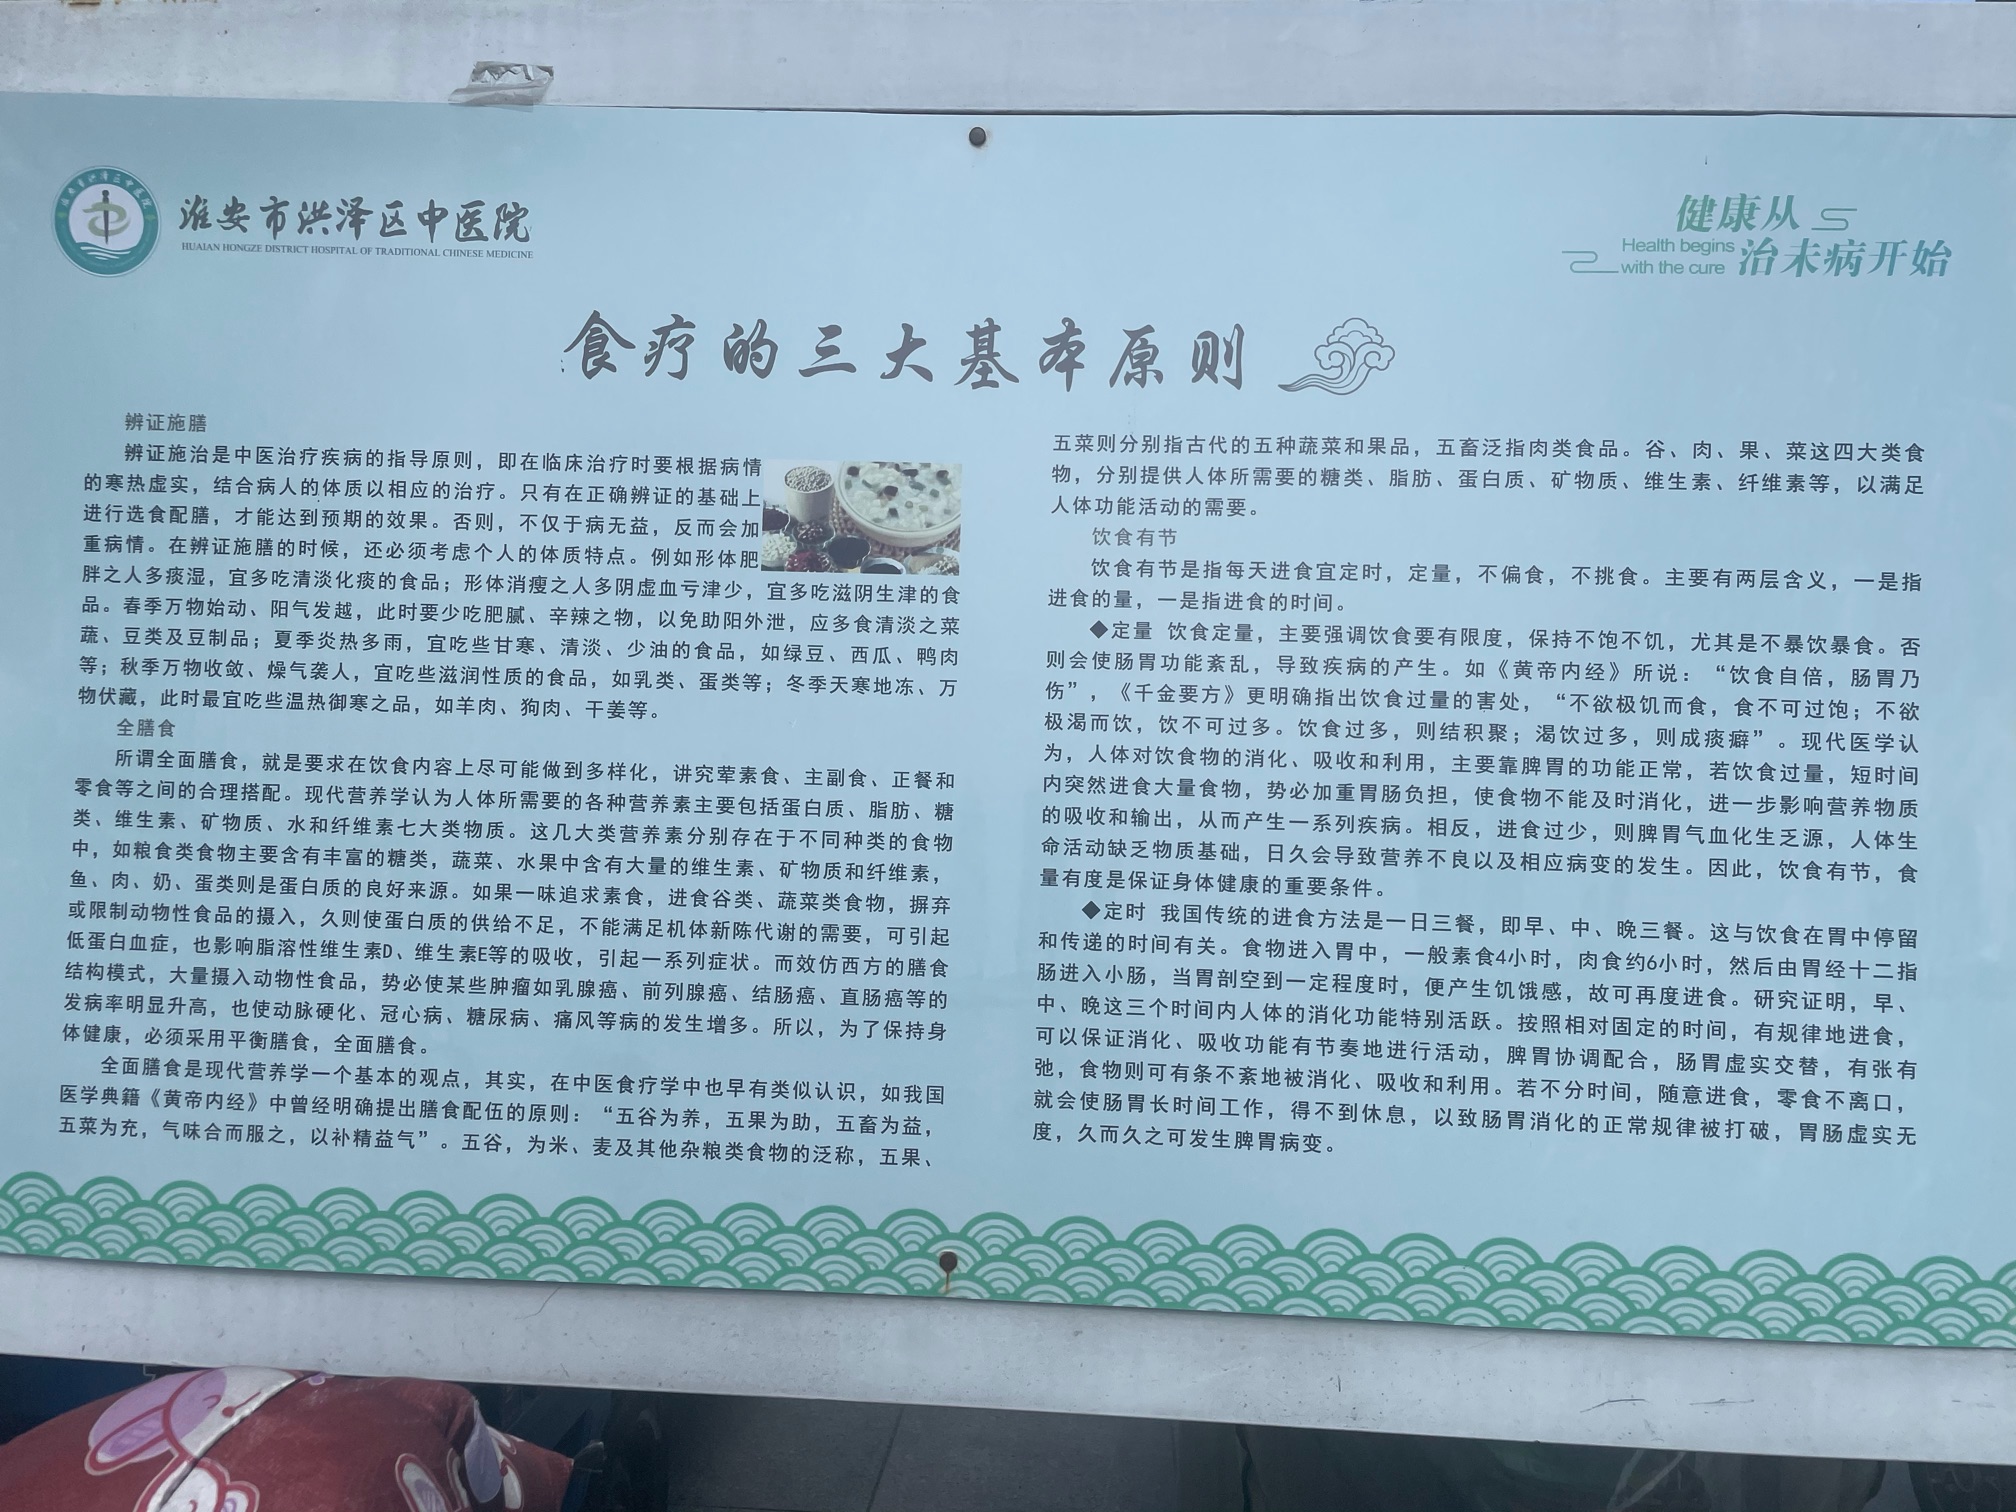 淮安市洪泽区中医院
HUAIAN HONGZE DISTRICT HOSPITAL OF TRADITIONAL CHINESE MEDICINE
健康从
Health begins
with the cure
治未病开始
食疗的三大基本原则
辨证施膳
辨证施治是中医治疗疾病的指导原则，即在临床治疗时要根据病情
的寒热虚实，结合病人的体质以相应的治疗。只有在正确辨证的基础上
进行选食配膳，才能达到预期的效果。否则，不仅于病无益，反而会加
重病情。在辨证施膳的时候，还必须考虑个人的体质特点。例如形体肥
胖之人多痰湿，宜多吃清淡化痰的食品；形体消瘦之人多阴虚血亏津少，宜多吃滋阴生津的食
品。春季万物始动、阳气发越，此时要少吃肥腻、辛辣之物，以免助阳外泄，应多食清淡之菜
蔬、豆类及豆制品；夏季炎热多雨，宜吃些甘寒、清淡、少油的食品，如绿豆、西瓜、鸭肉
等；秋季万物收敛、燥气袭人，宜吃些滋润性质的食品，如乳类、蛋类等；冬季天寒地冻、万
物伏藏，此时最宜吃些温热御寒之品，如羊肉、狗肉、干姜等。
全膳食
所谓全面膳食，就是要求在饮食内容上尽可能做到多样化，讲究荤素食、主副食、正餐和
零食等之间的合理搭配。现代营养学认为人体所需要的各种营养素主要包括蛋白质、脂肪、糖
类、维生素、矿物质、水和纤维素七大类物质。这几大类营养素分别存在于不同种类的食物
中，如粮食类食物主要含有丰富的糖类，蔬菜、水果中含有大量的维生素、矿物质和纤维素，
鱼、肉、奶、蛋类则是蛋白质的良好来源。如果一味追求素食，进食谷类、蔬菜类食物，摒弃
或限制动物性食品的摄入，久则使蛋白质的供给不足，不能满足机体新陈代谢的需要，可引起
低蛋白血症，也影响脂溶性维生素D、维生素E等的吸收，引起一系列症状。而效仿西方的膳食
结构模式，大量摄入动物性食品，势必使某些肿瘤如乳腺癌、前列腺癌、结肠癌、直肠癌等的
发病率明显升高，也使动脉硬化、冠心病、糖尿病、痛风等病的发生增多。所以，为了保持身
体健康，必须采用平衡膳食，全面膳食。
全面膳食是现代营养学一个基本的观点，其实，在中医食疗学中也早有类似认识，如我国
医学典籍《黄帝内经》中曾经明确提出膳食配伍的原则：“五谷为养，五果为助，五畜为益，
五菜为充，气味合而服之，以补精益气”。五谷，为米、麦及其他杂粮类食物的泛称，五果、
五菜则分别指古代的五种蔬菜和果品，五畜泛指肉类食品。谷、肉、果、菜这四大类食
物，分别提供人体所需要的糖类、脂肪、蛋白质、矿物质、维生素、纤维素等，以满足
人体功能活动的需要。
饮食有节
饮食有节是指每天进食宜定时，定量，不偏食，不挑食。主要有两层含义，一是指
进食的量，一是指进食的时间。
◆定量 饮食定量，主要强调饮食要有限度，保持不饱不饥，尤其是不暴饮暴食。否
则会使肠胃功能紊乱，导致疾病的产生。如《黄帝内经》所说：“饮食自倍，肠胃乃
伤”，《千金要方》更明确指出饮食过量的害处，“不欲极饥而食，食不可过饱；不欲
极渴而饮，饮不可过多。饮食过多，则结积聚；渴饮过多，则成痰癖”。现代医学认
为，人体对饮食物的消化、吸收和利用，主要靠脾胃的功能正常，若饮食过量，短时间
内突然进食大量食物，势必加重胃肠负担，使食物不能及时消化，进一步影响营养物质
的吸收和输出，从而产生一系列疾病。相反，进食过少，则脾胃气血化生乏源，人体生
命活动缺乏物质基础，日久会导致营养不良以及相应病变的发生。因此，饮食有节，食
量有度是保证身体健康的重要条件。
◆定时 我国传统的进食方法是一日三餐，即早、中、晚三餐。这与饮食在胃中停留
和传递的时间有关。食物进入胃中，一般素食4小时，肉食约6小时，然后由胃经十二指
肠进入小肠，当胃剖空到一定程度时，便产生饥饿感，故可再度进食。研究证明，早、
中、晚这三个时间内人体的消化功能特别活跃。按照相对固定的时间，有规律地进食，
可以保证消化、吸收功能有节奏地进行活动，脾胃协调配合，肠胃虚实交替，有张有
弛，食物则可有条不紊地被消化、吸收和利用。若不分时间，随意进食，零食不离口，
就会使肠胃长时间工作，得不到休息，以致肠胃消化的正常规律被打破，胃肠虚实无
度，久而久之可发生脾胃病变。